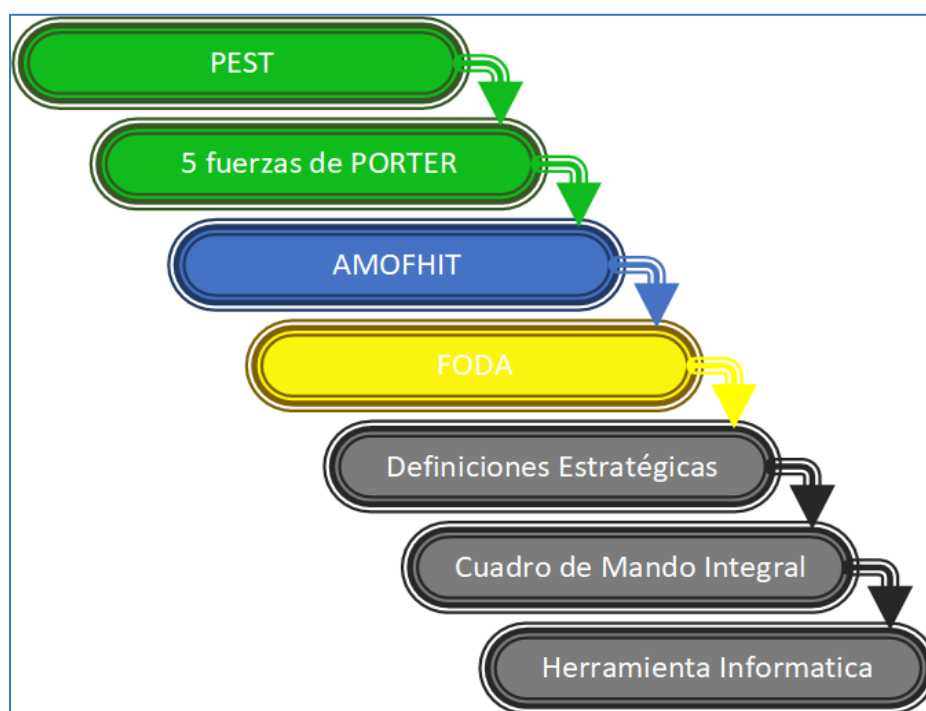 PEST
5 fuerzas de PORTER
AMOFHIT
FODA
Definiciones Estratégicas
Cuadro de Mando Integral
Herramienta Informatica